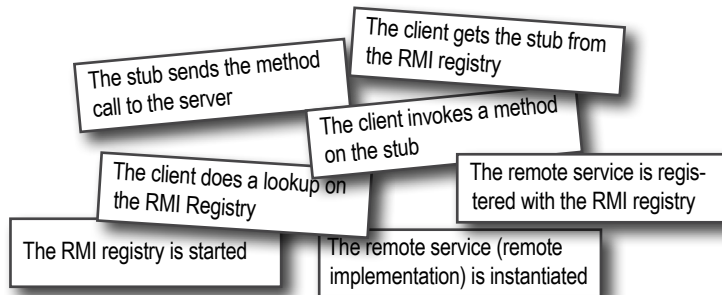 The client gets the stub from
the RMI registry
The stub sends the method
call to the server
The client invokes a method
on the stub
The client does a lookup on
the RMI Registry
The remote service is regis-
tered with the RMI registry
The RMI registry is started
The remote service (remote
implementation) is instantiated